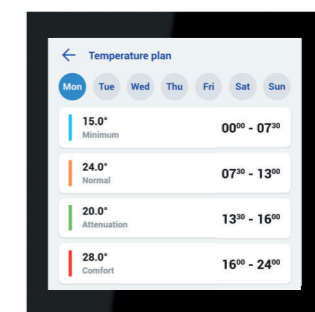 Temperature plan
Mon Tue Wed Thu Fri Sat Sun
15.0°
Minimum
00⁰⁰ - 07³⁰
24.0°
Normal
07³⁰ - 13⁰⁰
20.0°
Attenuation
13³⁰ - 16⁰⁰
28.0°
Comfort
16⁰⁰ - 24⁰⁰